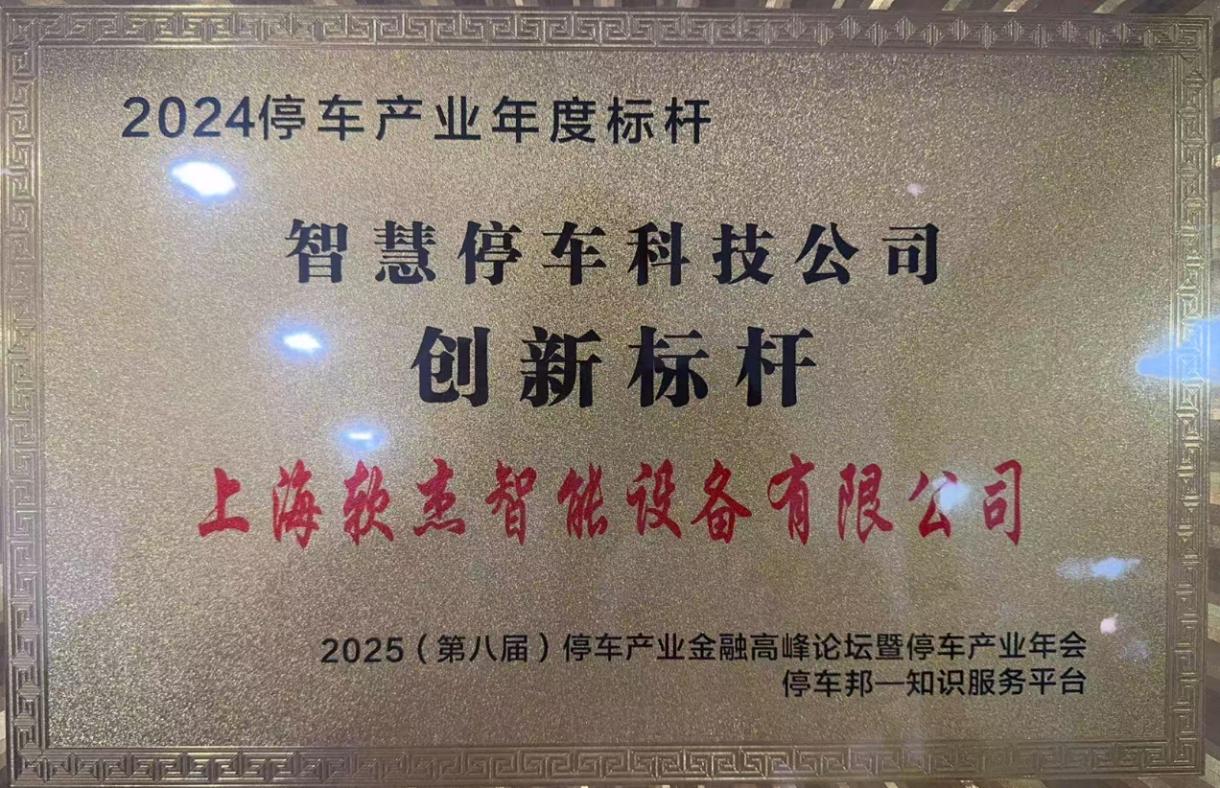 2024停车产业年度标杆
智慧停车科技公司
创新标杆
上海软杰智能设备有限公司
2025（第八届）停车产业金融高峰论坛暨停车产业年会
停车邦—知识服务平台